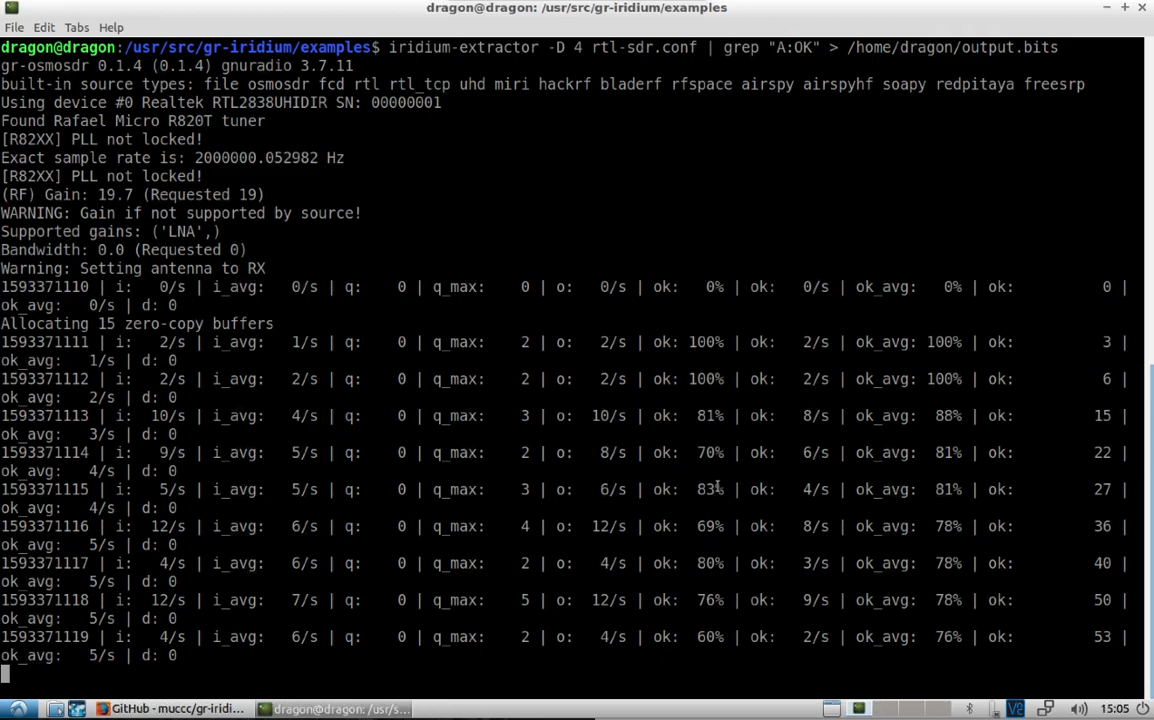 dragon@dragon: /usr/src/gr-iridium/examples
File Edit Tabs Help
dragon@dragon:/usr/src/gr-iridium/examples$ iridium-extractor -D 4 rtl-sdr.conf | grep "A:OK" > /home/dragon/output.bits
gr-osmosdr 0.1.4 (0.1.4) gnuradio 3.7.11
built-in source types: file osmosdr fcd rtl rtl_tcp uhd miri hackrf bladerf rfspace airspy airspyhf soapy redpitaya freesrp
Using device #0 Realtek RTL2838UHIDIR SN: 00000001
Found Rafael Micro R820T tuner
[R82XX] PLL not locked!
Exact sample rate is: 2000000.052982 Hz
[R82XX] PLL not locked!
(RF) Gain: 19.7 (Requested 19)
WARNING: Gain if not supported by source!
Supported gains: ('LNA',)
Bandwidth: 0.0 (Requested 0)
Warning: Setting antenna to RX
1593371110 | i:   0/s | i_avg:   0/s | q:    0 | q_max:    0 | o:   0/s | ok:   0% | ok:   0/s | ok_avg:   0% | ok:          0 |
ok_avg:   0/s | d: 0
Allocating 15 zero-copy buffers
1593371111 | i:   2/s | i_avg:   1/s | q:    0 | q_max:    2 | o:   2/s | ok: 100% | ok:   2/s | ok_avg: 100% | ok:          3 |
ok_avg:   1/s | d: 0
1593371112 | i:   2/s | i_avg:   2/s | q:    0 | q_max:    2 | o:   2/s | ok: 100% | ok:   2/s | ok_avg: 100% | ok:          6 |
ok_avg:   2/s | d: 0
1593371113 | i:  10/s | i_avg:   4/s | q:    0 | q_max:    3 | o:  10/s | ok:  81% | ok:   8/s | ok_avg:  88% | ok:         15 |
ok_avg:   3/s | d: 0
1593371114 | i:   9/s | i_avg:   5/s | q:    0 | q_max:    2 | o:   8/s | ok:  70% | ok:   6/s | ok_avg:  81% | ok:         22 |
ok_avg:   4/s | d: 0
1593371115 | i:   5/s | i_avg:   5/s | q:    0 | q_max:    3 | o:   6/s | ok:  83% | ok:   4/s | ok_avg:  81% | ok:         27 |
ok_avg:   4/s | d: 0
1593371116 | i:  12/s | i_avg:   6/s | q:    0 | q_max:    4 | o:  12/s | ok:  69% | ok:   8/s | ok_avg:  78% | ok:         36 |
ok_avg:   5/s | d: 0
1593371117 | i:   4/s | i_avg:   6/s | q:    0 | q_max:    2 | o:   4/s | ok:  80% | ok:   3/s | ok_avg:  78% | ok:         40 |
ok_avg:   5/s | d: 0
1593371118 | i:  12/s | i_avg:   7/s | q:    0 | q_max:    5 | o:  12/s | ok:  76% | ok:   9/s | ok_avg:  78% | ok:         50 |
ok_avg:   5/s | d: 0
1593371119 | i:   4/s | i_avg:   6/s | q:    0 | q_max:    2 | o:   4/s | ok:  60% | ok:   2/s | ok_avg:  76% | ok:         53 |
ok_avg:   5/s | d: 0
GitHub - muccc/gr-iridi... dragon@dragon: /usr/s... 15:05